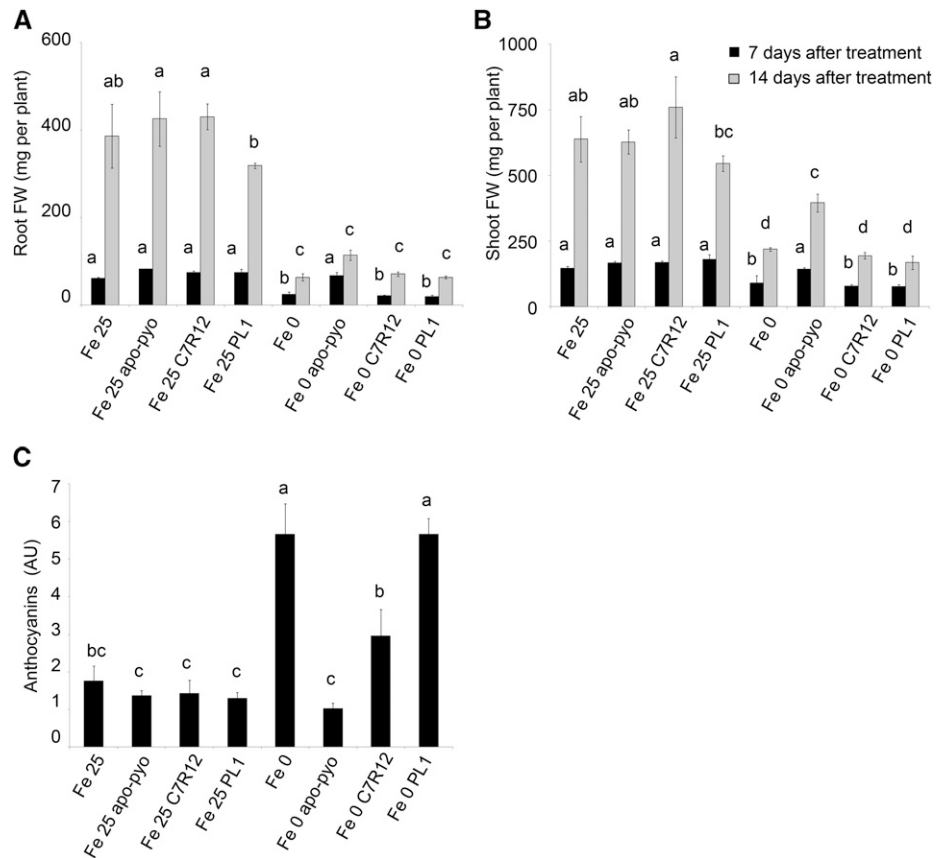 A
Root FW (mg per plant)
600
400
200
0
ab
a
a
b
a
a
a
a
b
c
a
c
b
c
b
c
Fe 25
Fe 25 apo-pyo
Fe 25 C7R12
Fe 25 PL1
Fe 0
Fe 0 apo-pyo
Fe 0 C7R12
Fe 0 PL1
B
Shoot FW (mg per plant)
1000
750
500
250
0
7 days after treatment
14 days after treatment
ab
ab
a
bc
a
a
a
a
b
d
a
c
b
d
b
d
Fe 25
Fe 25 apo-pyo
Fe 25 C7R12
Fe 25 PL1
Fe 0
Fe 0 apo-pyo
Fe 0 C7R12
Fe 0 PL1
C
Anthocyanins (AU)
7
6
5
4
3
2
1
0
bc
c
c
c
a
c
b
a
Fe 25
Fe 25 apo-pyo
Fe 25 C7R12
Fe 25 PL1
Fe 0
Fe 0 apo-pyo
Fe 0 C7R12
Fe 0 PL1